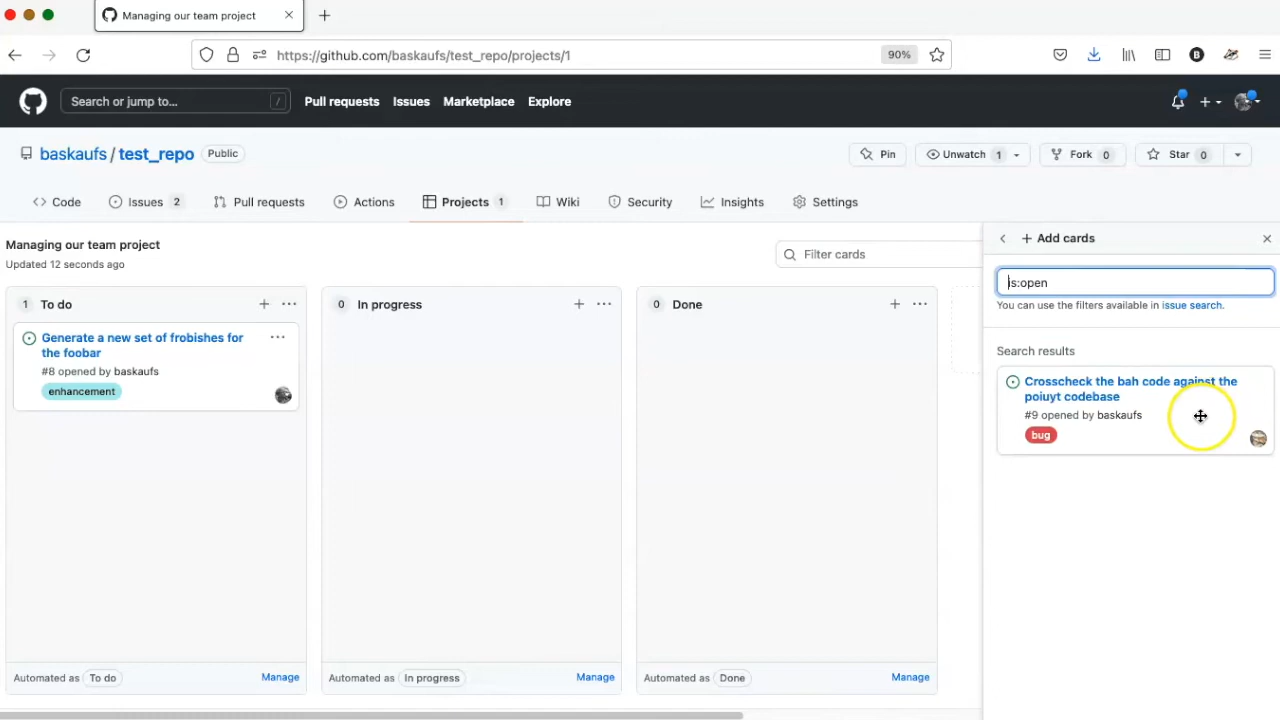 Managing our team project
https://github.com/baskaufs/test_repo/projects/1
90%
B
Search or jump to...
/
Pull requests
Issues
Marketplace
Explore
baskaufs / test_repo
Public
Pin
Unwatch 1
Fork 0
Star 0
Code
Issues 2
Pull requests
Actions
Projects 1
Wiki
Security
Insights
Settings
Managing our team project
Updated 12 seconds ago
Filter cards
+ Add cards
is:open
You can use the filters available in issue search.
Search results
Crosscheck the bah code against the
poiuyt codebase
#9 opened by baskaufs
bug
1 To do
Generate a new set of frobishes for
the foobar
#8 opened by baskaufs
enhancement
Automated as To do
Manage
0 In progress
Automated as In progress
Manage
0 Done
Automated as Done
Manage